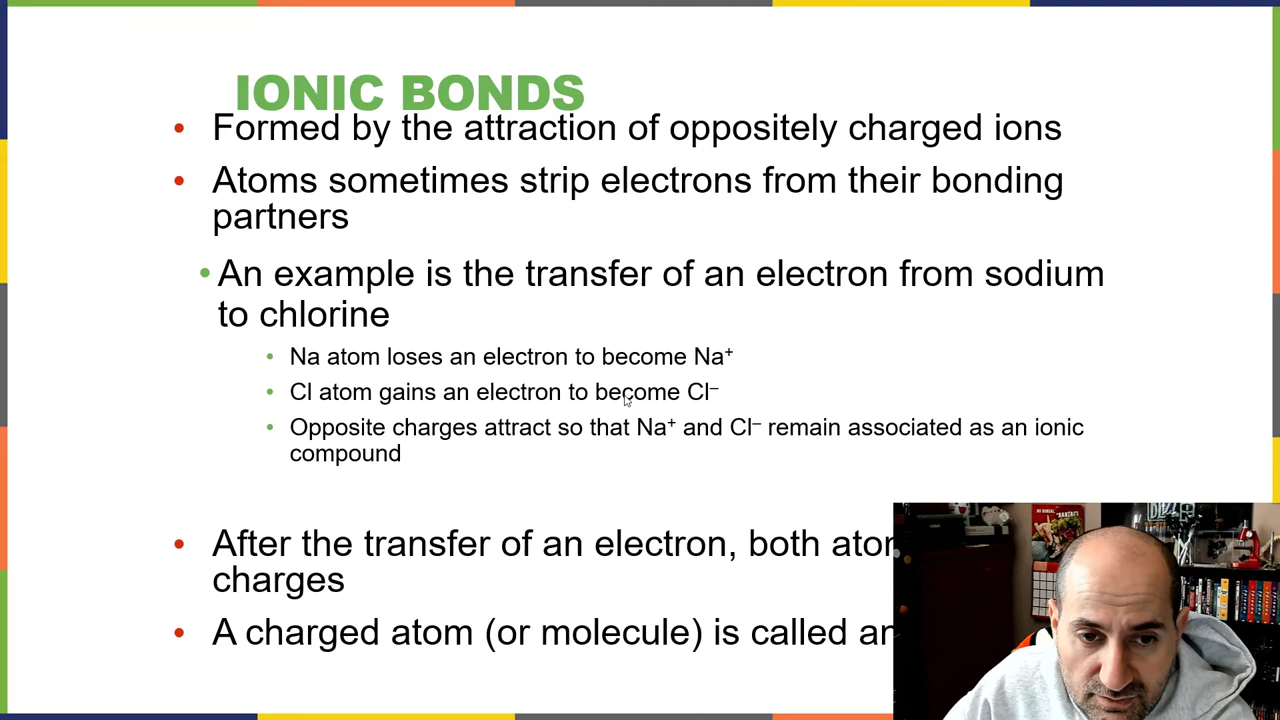 IONIC BONDS
• Formed by the attraction of oppositely charged ions
• Atoms sometimes strip electrons from their bonding
partners
• An example is the transfer of an electron from sodium
to chlorine
• Na atom loses an electron to become Na⁺
• Cl atom gains an electron to become Cl⁻
• Opposite charges attract so that Na⁺ and Cl⁻ remain associated as an ionic
compound
• After the transfer of an electron, both
charges
• A charged atom (or molecule) is called